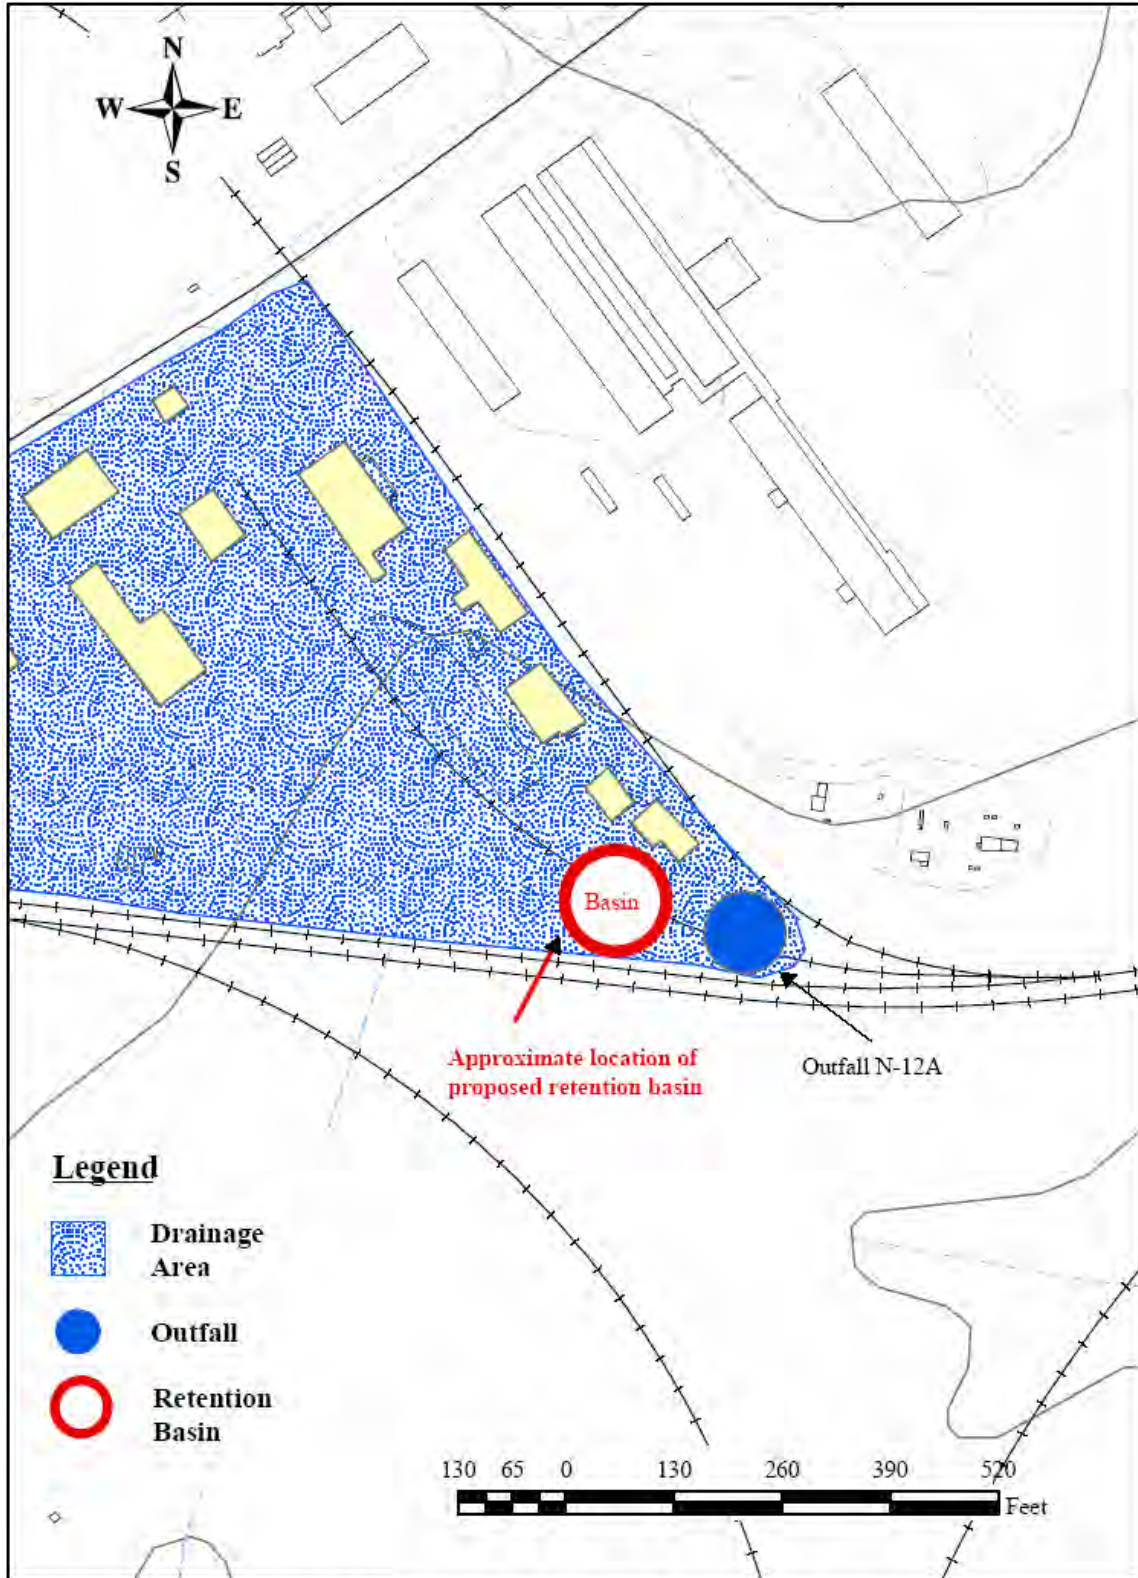 N
W E
S
Basin
Approximate location of
proposed retention basin
Outfall N-12A
Legend
Drainage
Area
Outfall
Retention
Basin
130 65 0 130 260 390 520
Feet